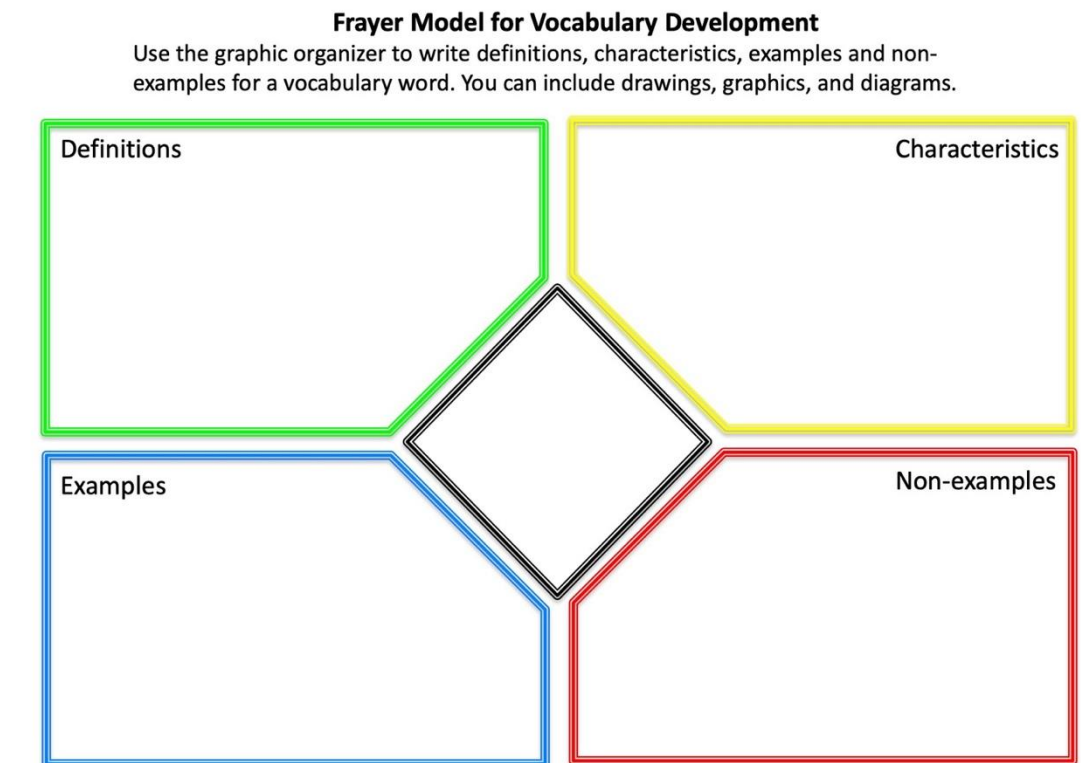 Frayer Model for Vocabulary Development
Use the graphic organizer to write definitions, characteristics, examples and non-
examples for a vocabulary word. You can include drawings, graphics, and diagrams.
Definitions
Characteristics
Examples
Non-examples